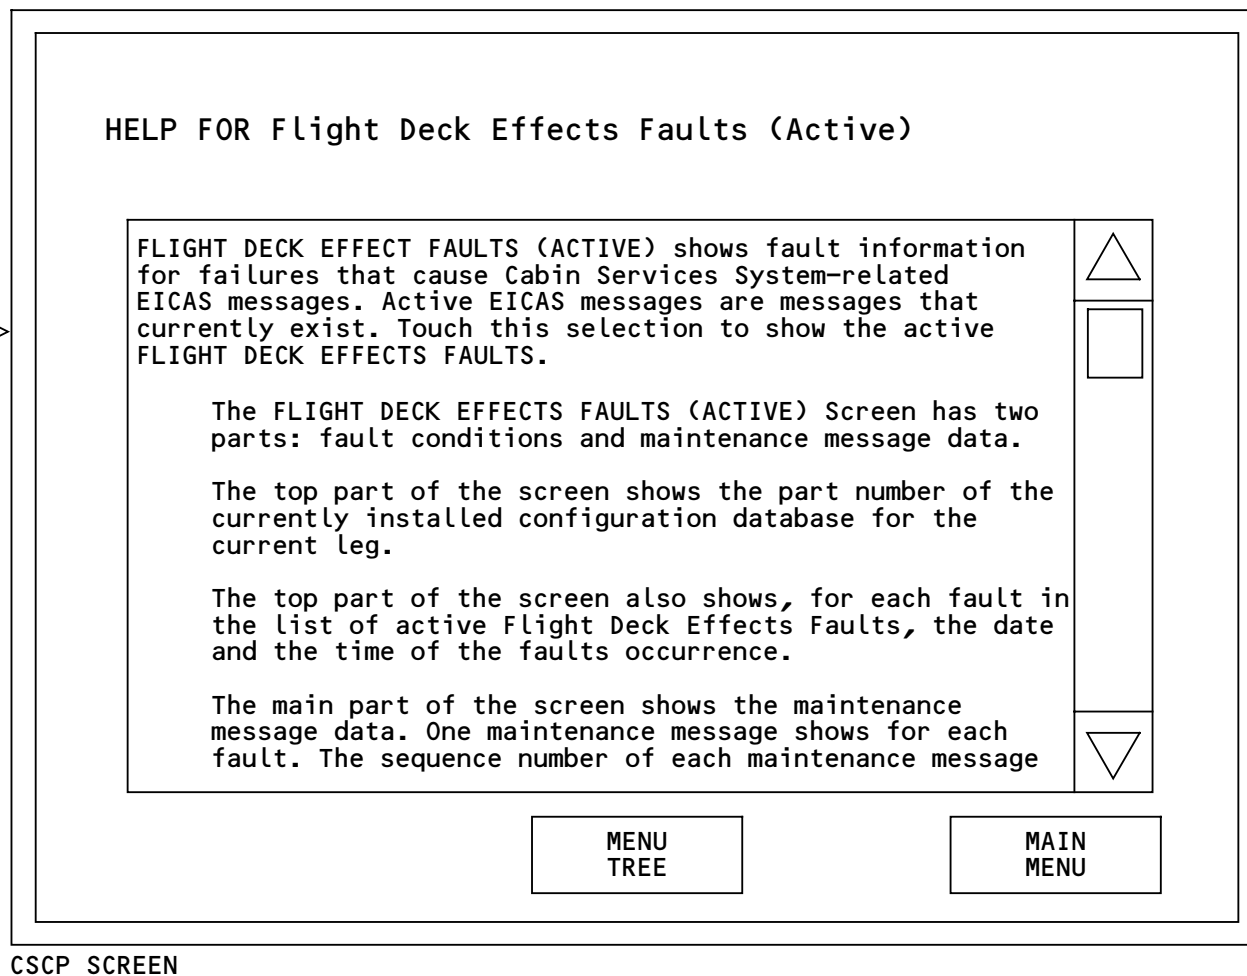 HELP FOR Flight Deck Effects Faults (Active)
FLIGHT DECK EFFECT FAULTS (ACTIVE) shows fault information
for failures that cause Cabin Services System-related
EICAS messages. Active EICAS messages are messages that
currently exist. Touch this selection to show the active
FLIGHT DECK EFFECTS FAULTS.
The FLIGHT DECK EFFECTS FAULTS (ACTIVE) Screen has two
parts: fault conditions and maintenance message data.
The top part of the screen shows the part number of the
currently installed configuration database for the
current leg.
The top part of the screen also shows, for each fault in
the list of active Flight Deck Effects Faults, the date
and the time of the faults occurrence.
The main part of the screen shows the maintenance
message data. One maintenance message shows for each
fault. The sequence number of each maintenance message
MENU
TREE
MAIN
MENU
CSCP SCREEN